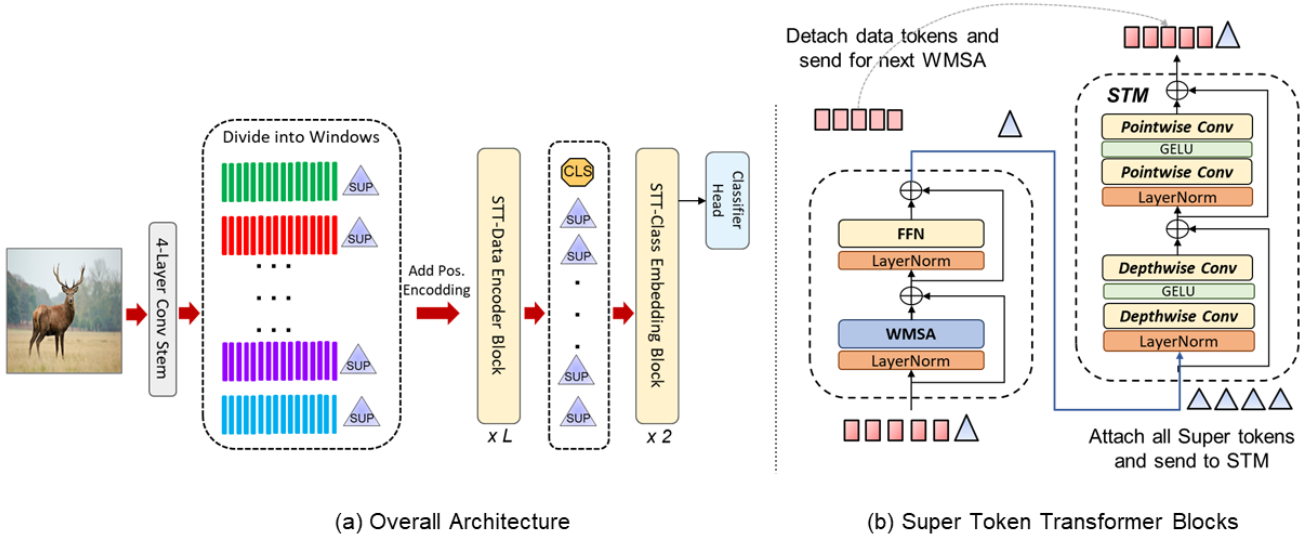 Divide into Windows
SUP
SUP
SUP
SUP
4-Layer Conv Stem
Add Pos.
Encoding
STT-Data Encoder Block
x L
CLS
SUP
SUP
SUP
SUP
STT-Class Embedding Block
x 2
Classifier
Head
(a) Overall Architecture
Detach data tokens and
send for next WMSA
FFN
LayerNorm
WMSA
LayerNorm
STM
Pointwise Conv
GELU
Pointwise Conv
LayerNorm
Depthwise Conv
GELU
Depthwise Conv
LayerNorm
Attach all Super tokens
and send to STM
(b) Super Token Transformer Blocks